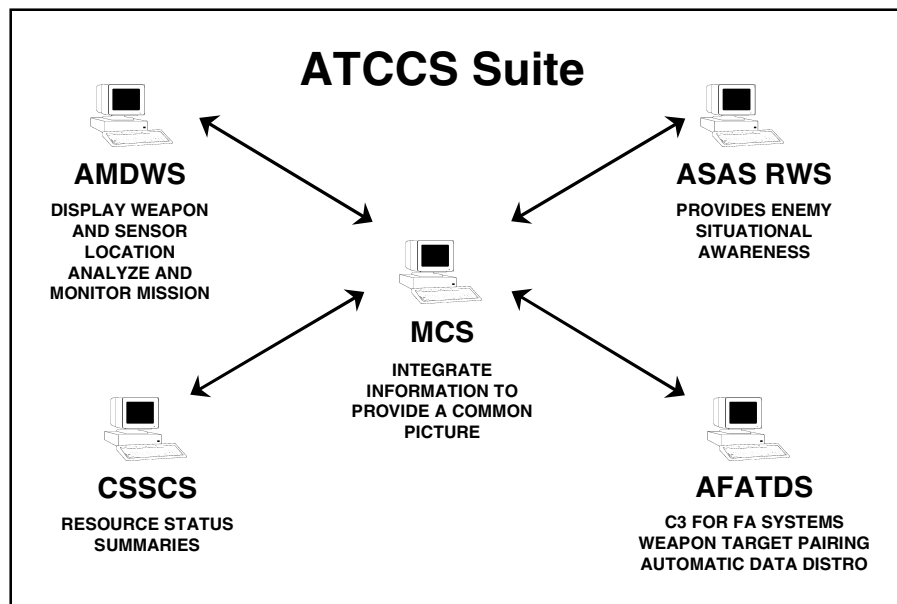 ATCCS Suite
AMDWS
DISPLAY WEAPON
AND SENSOR
LOCATION
ANALYZE AND
MONITOR MISSION
ASAS RWS
PROVIDES ENEMY
SITUATIONAL
AWARENESS
MCS
INTEGRATE
INFORMATION TO
PROVIDE A COMMON
PICTURE
CSSCS
RESOURCE STATUS
SUMMARIES
AFATDS
C3 FOR FA SYSTEMS
WEAPON TARGET PAIRING
AUTOMATIC DATA DISTRO